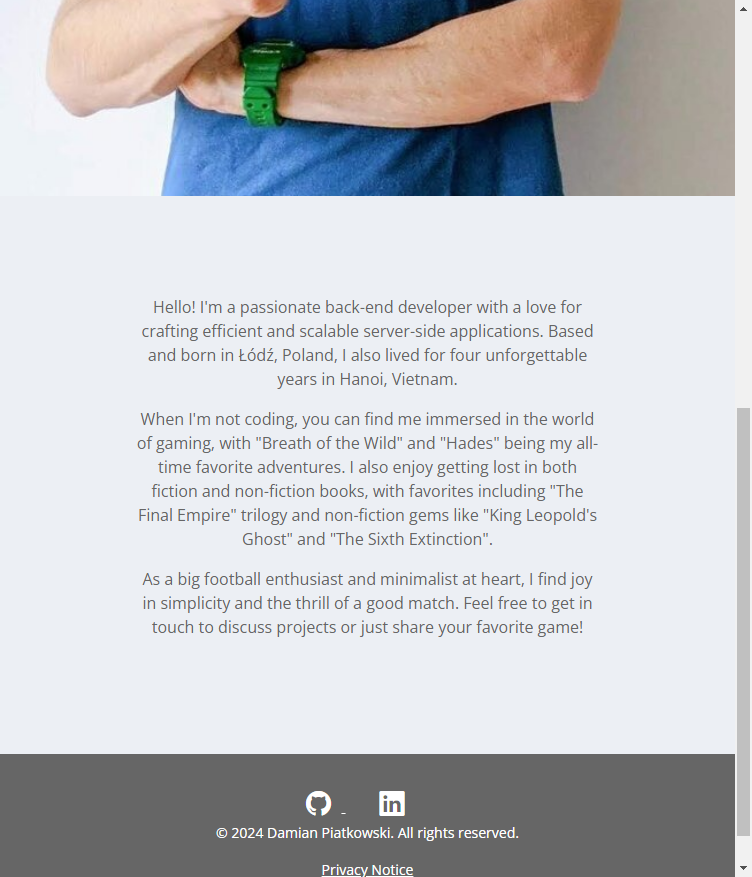 Hello! I'm a passionate back-end developer with a love for
crafting efficient and scalable server-side applications. Based
and born in Łódź, Poland, I also lived for four unforgettable
years in Hanoi, Vietnam.
When I'm not coding, you can find me immersed in the world
of gaming, with "Breath of the Wild" and "Hades" being my all-
time favorite adventures. I also enjoy getting lost in both
fiction and non-fiction books, with favorites including "The
Final Empire" trilogy and non-fiction gems like "King Leopold's
Ghost" and "The Sixth Extinction".
As a big football enthusiast and minimalist at heart, I find joy
in simplicity and the thrill of a good match. Feel free to get in
touch to discuss projects or just share your favorite game!
in
© 2024 Damian Piatkowski. All rights reserved.
Privacy Notice